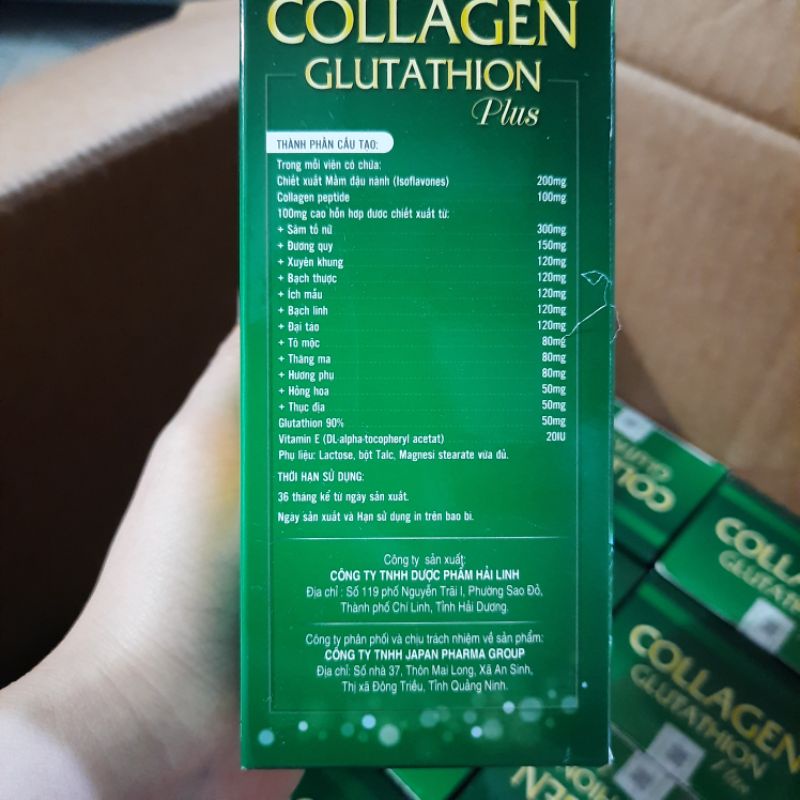 COLLAGEN
GLUTATHION
Plus
THÀNH PHẦN CẤU TẠO:
Trong mỗi viên có chứa:
Chiết xuất Mầm đậu nành (Isoflavones) 200mg
Collagen peptide 100mg
100mg cao hỗn hợp dược chiết xuất từ:
+ Sâm tố nữ 300mg
+ Đương quy 150mg
+ Xuyên khung 120mg
+ Bạch thược 120mg
+ Ích mẫu 120mg
+ Bạch linh 120mg
+ Đại táo 120mg
+ Tô mộc 80mg
+ Thăng ma 80mg
+ Hương phụ 80mg
+ Hồng hoa 50mg
+ Thục địa 50mg
Glutathion 90% 50mg
Vitamin E (DL-alpha-tocopheryl acetat) 20IU
Phụ liệu: Lactose, bột Talc, Magnesi stearate vừa đủ.
THỜI HẠN SỬ DỤNG:
36 tháng kể từ ngày sản xuất.
Ngày sản xuất và Hạn sử dụng in trên bao bì.
Công ty sản xuất:
CÔNG TY TNHH DƯỢC PHẨM HẢI LINH
Địa chỉ : Số 119 phố Nguyễn Trãi I, Phường Sao Đỏ,
Thành phố Chí Linh, Tỉnh Hải Dương.
Công ty phân phối và chịu trách nhiệm về sản phẩm:
CÔNG TY TNHH JAPAN PHARMA GROUP
Địa chỉ: Số nhà 37, Thôn Mai Long, Xã An Sinh,
Thị xã Đông Triều, Tỉnh Quảng Ninh.
COLLAGEN
GLUTATHION
Plus